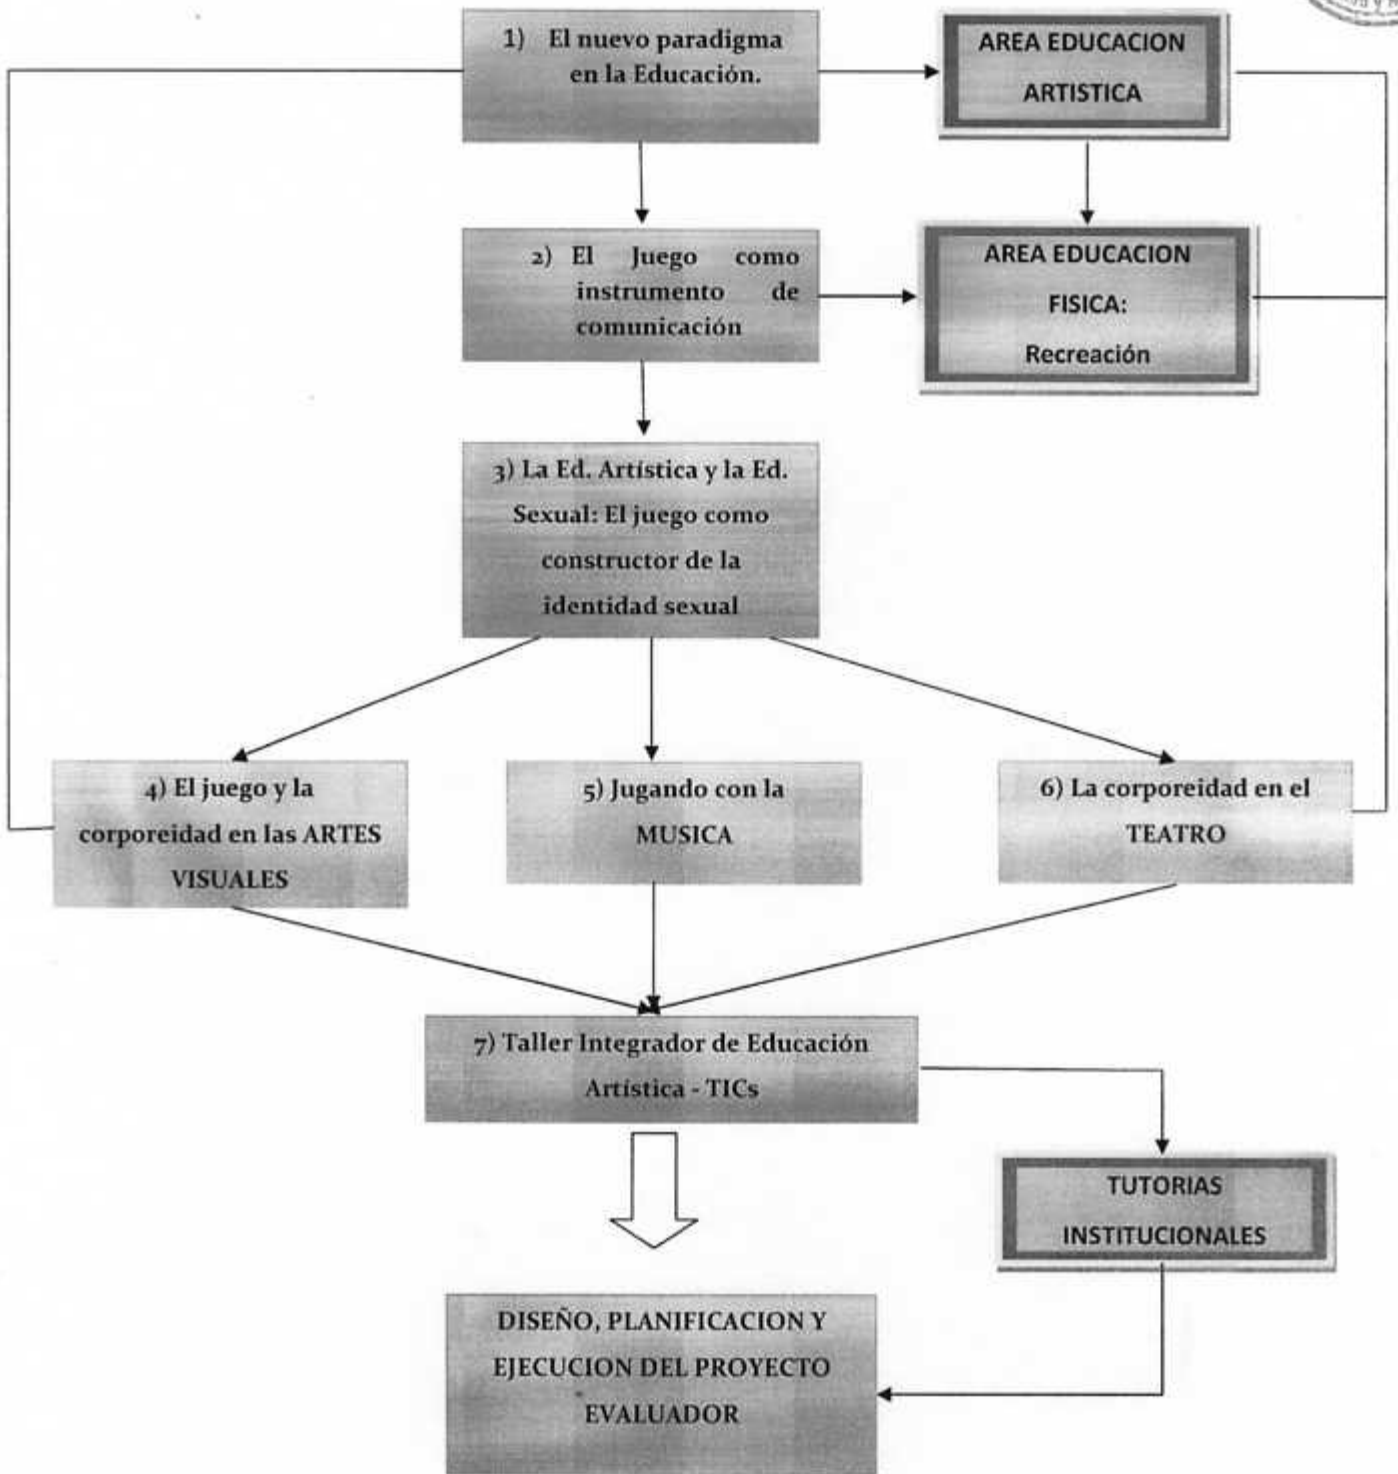 1) El nuevo paradigma
en la Educación.
AREA EDUCACION
ARTISTICA
2) El Juego como
instrumento de
comunicación
AREA EDUCACION
FISICA:
Recreación
3) La Ed. Artística y la Ed.
Sexual: El juego como
constructor de la
identidad sexual
4) El juego y la
corporeidad en las ARTES
VISUALES
5) Jugando con la
MUSICA
6) La corporeidad en el
TEATRO
7) Taller Integrador de Educación
Artística - TICs
TUTORIAS
INSTITUCIONALES
DISEÑO, PLANIFICACION Y
EJECUCION DEL PROYECTO
EVALUADOR